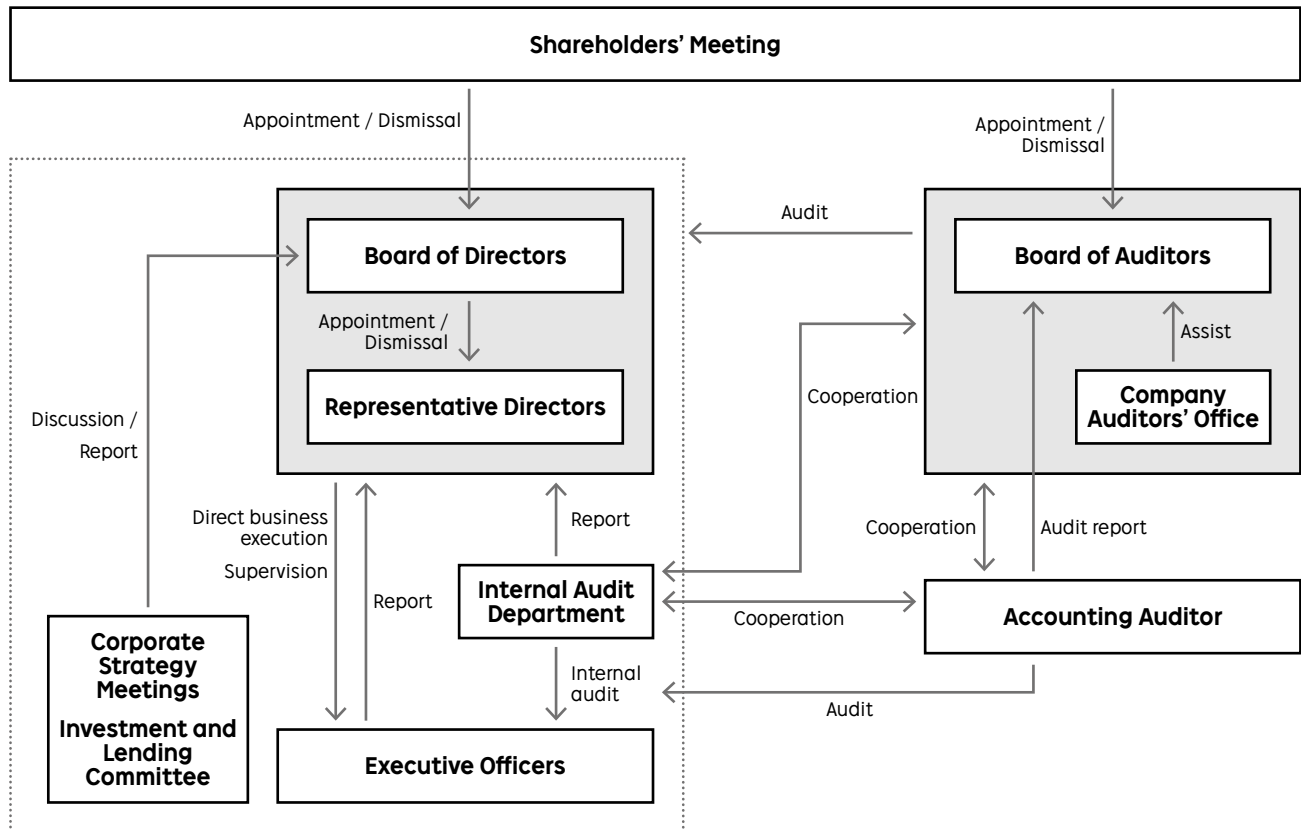 Shareholders’ Meeting
Appointment / Dismissal
Appointment /
Dismissal
Audit
Board of Directors
Board of Auditors
Appointment /
Dismissal
Assist
Representative Directors
Cooperation
Company
Auditors’ Office
Discussion /
Report
Direct business
execution
Supervision
Report
Report
Cooperation
Audit report
Internal Audit
Department
Cooperation
Accounting Auditor
Corporate
Strategy
Meetings
Investment and
Lending
Committee
Internal
audit
Audit
Executive Officers